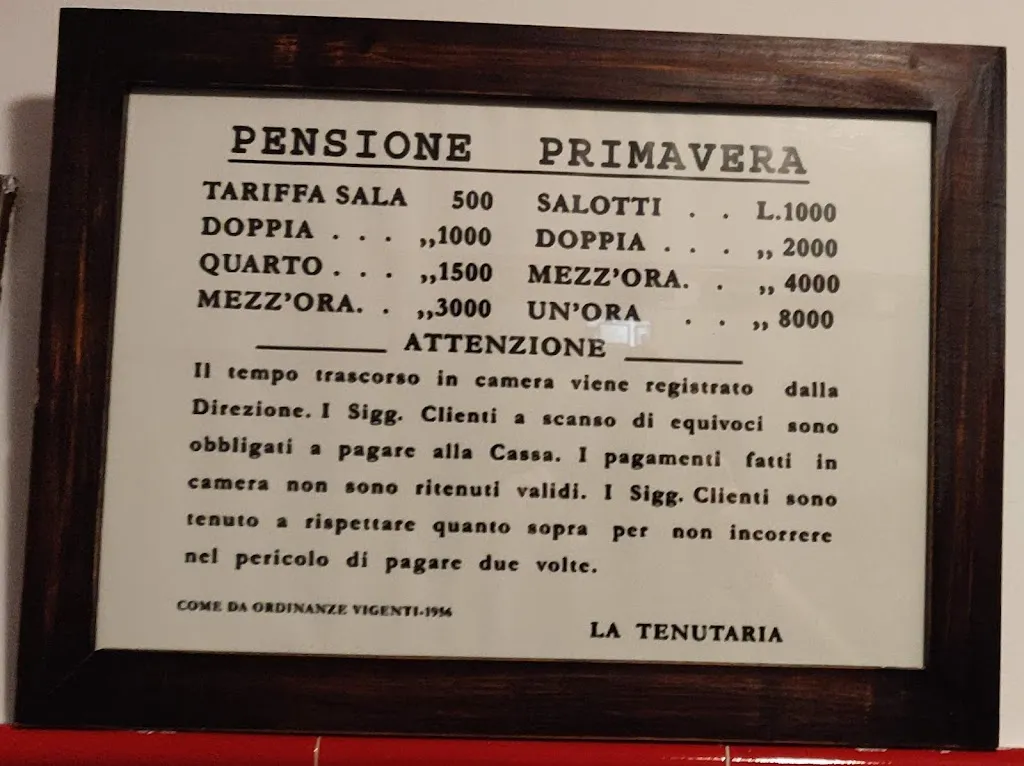 PENSIONE PRIMAVERA
TARIFFA SALA 500 SALOTTI . . L.1000
DOPPIA . . . ,,1000 DOPPIA . . . ,, 2000
QUARTO . . . ,,1500 MEZZ'ORA. . ,, 4000
MEZZ'ORA. . ,,3000 UN'ORA . . ,, 8000
ATTENZIONE
Il tempo trascorso in camera viene registrato dalla
Direzione. I Sigg. Clienti a scanso di equivoci sono
obbligati a pagare alla Cassa. I pagamenti fatti in
camera non sono ritenuti validi. I Sigg. Clienti sono
tenuto a rispettare quanto sopra per non incorrere
nel pericolo di pagare due volte.
COME DA ORDINANZE VIGENTI-1956
LA TENUTARIA